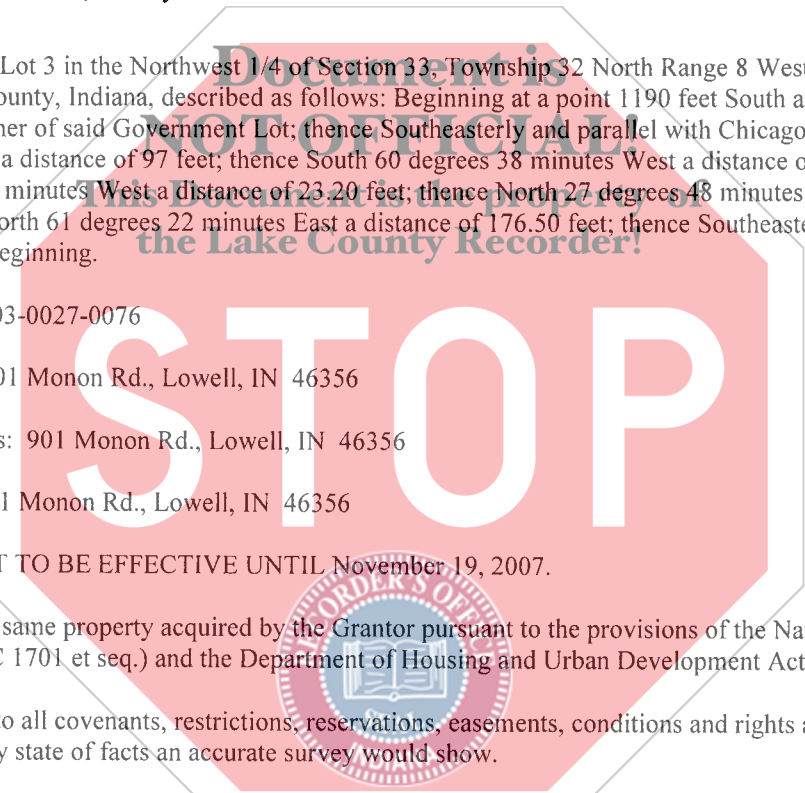 Document is
Lot 3 in the Northwest 1/4 of Section 33, Township 32 North Range 8 West
ounty, Indiana, described as follows: Beginning at a point 1190 feet South a
NOT OFFICIAL!
ner of said Government Lot; thence Southeasterly and parallel with Chicago
a distance of 97 feet; thence South 60 degrees 38 minutes West a distance o
This Document is the property of
minutes West a distance of 23.20 feet; thence North 27 degrees 48 minutes
orth 61 degrees 22 minutes East a distance of 176.50 feet; thence Southeaste
the Lake County Recorder!
eginning.
03-0027-0076
01 Monon Rd., Lowell, IN 46356
s: 901 Monon Rd., Lowell, IN 46356
1 Monon Rd., Lowell, IN 46356
STOP
T TO BE EFFECTIVE UNTIL November 19, 2007.
RECORDER'S OFFICE
same property acquired by the Grantor pursuant to the provisions of the Na
C 1701 et seq.) and the Department of Housing and Urban Development Act
SEAL
to all covenants, restrictions, reservations, easements, conditions and rights a
y state of facts an accurate survey would show.
INDIANA